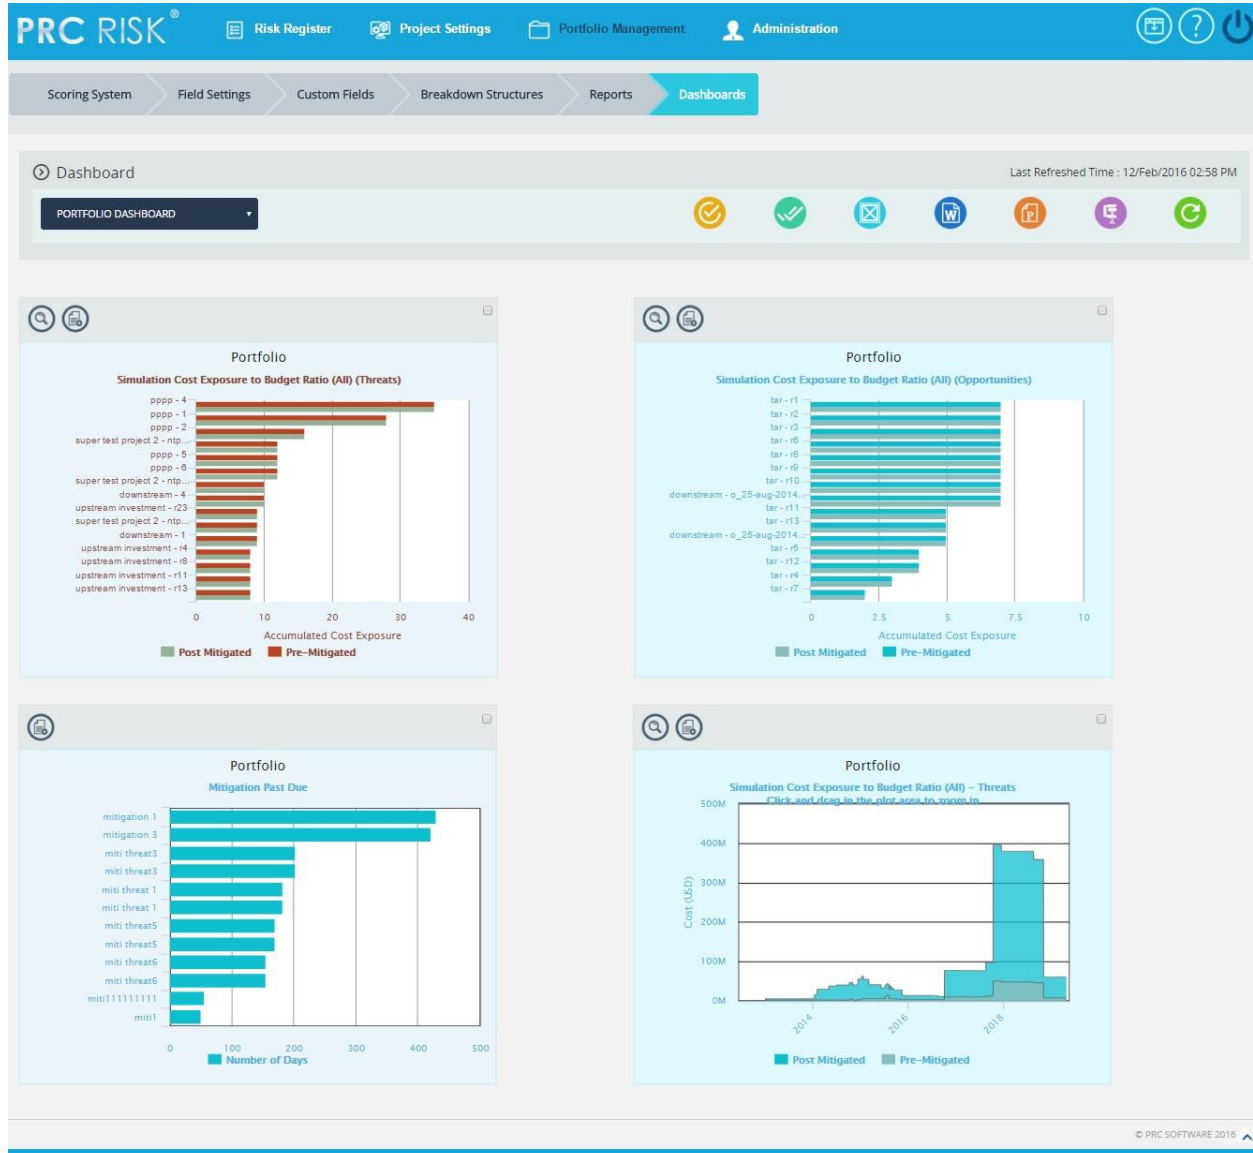 PRC RISK®
Risk Register
Project Settings
Portfolio Management
Administration
Scoring System
Field Settings
Custom Fields
Breakdown Structures
Reports
Dashboards
Dashboard
Last Refreshed Time : 12/Feb/2016 02:58 PM
PORTFOLIO DASHBOARD
Portfolio
Simulation Cost Exposure to Budget Ratio (All) (Threats)
pppp - 4
pppp - 1
pppp - 2
super test project 2 - ntp...
pppp - 5
pppp - 6
super test project 2 - ntp...
downstream - 4
upstream investment - r23
super test project 2 - ntp...
downstream - 1
upstream investment - r4
upstream investment - r8
upstream investment - r11
upstream investment - r13
0 10 20 30 40
Accumulated Cost Exposure
Post Mitigated Pre-Mitigated
Portfolio
Simulation Cost Exposure to Budget Ratio (All) (Opportunities)
tar - r1
tar - r2
tar - r3
tar - r6
tar - r8
tar - r9
tar - r10
downstream - o_25-aug-2014...
tar - r11
tar - r13
downstream - o_25-aug-2014...
tar - r5
tar - r12
tar - r4
tar - r7
0 2.5 5 7.5 10
Accumulated Cost Exposure
Post Mitigated Pre-Mitigated
Portfolio
Mitigation Past Due
mitigation 1
mitigation 3
miti threat3
miti threat3
miti threat 1
miti threat 1
miti threat5
miti threat5
miti threat6
miti threat6
miti111111111
miti1
0 100 200 300 400 500
Number of Days
Portfolio
Simulation Cost Exposure to Budget Ratio (All) - Threats
Click and drag in the plot area to zoom in
500M
400M
300M
200M
100M
0M
Cost (USD)
2014 2016 2018
Post Mitigated Pre-Mitigated
© PRC SOFTWARE 2016